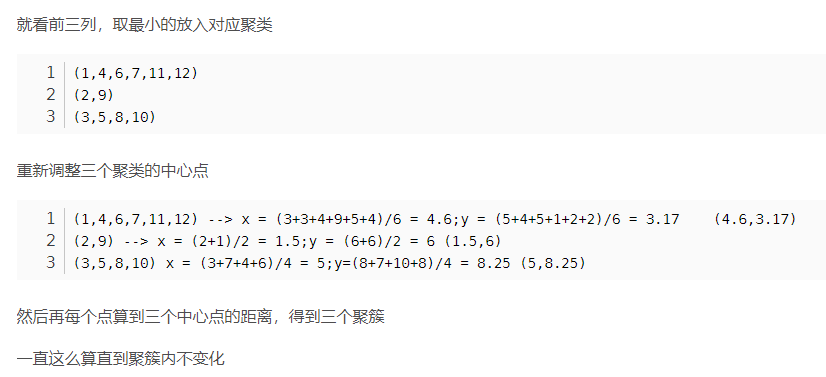 就看前三列，取最小的放入对应聚类
1 (1,4,6,7,11,12)
2 (2,9)
3 (3,5,8,10)
重新调整三个聚类的中心点
1 (1,4,6,7,11,12) --> x = (3+3+4+9+5+4)/6 = 4.6;y = (5+4+5+1+2+2)/6 = 3.17    (4.6,3.17)
2 (2,9) --> x = (2+1)/2 = 1.5;y = (6+6)/2 = 6 (1.5,6)
3 (3,5,8,10) x = (3+7+4+6)/4 = 5;y=(8+7+10+8)/4 = 8.25 (5,8.25)
然后再每个点算到三个中心点的距离，得到三个聚簇
一直这么算直到聚簇内不变化